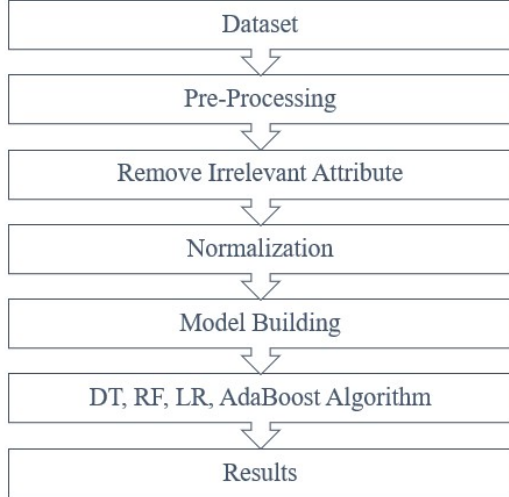 Dataset
Pre-Processing
Remove Irrelevant Attribute
Normalization
Model Building
DT, RF, LR, AdaBoost Algorithm
Results